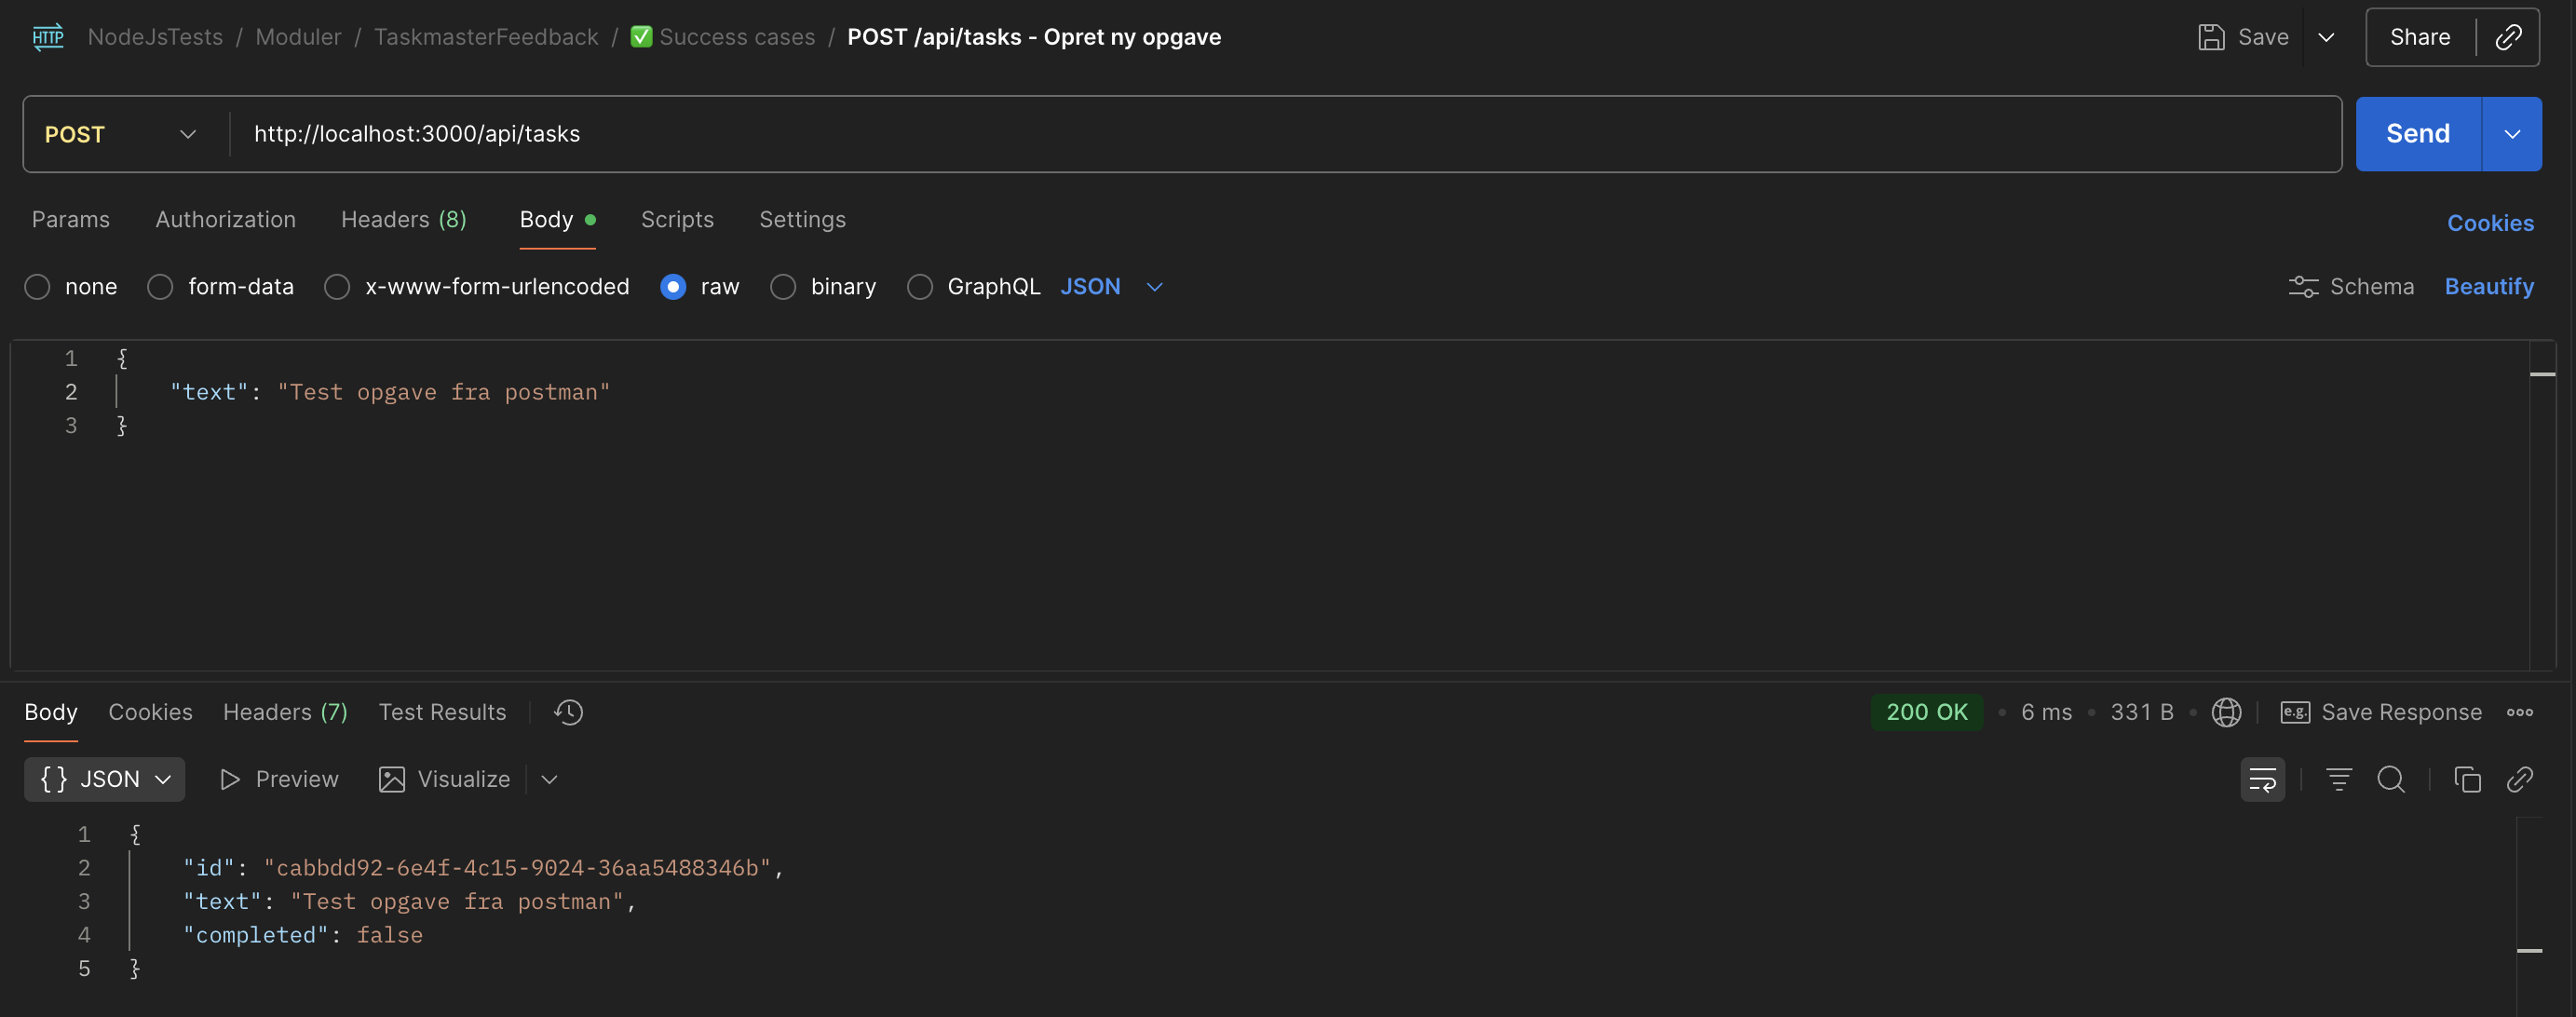 HTTP NodeJsTests / Moduler / TaskmasterFeedback / ✅ Success cases / POST /api/tasks - Opret ny opgave Save Share
POST http://localhost:3000/api/tasks Send
Params Authorization Headers (8) Body Scripts Settings Cookies
none form-data x-www-form-urlencoded raw binary GraphQL JSON Schema Beautify
1 {
2 "text": "Test opgave fra postman"
3 }
Body Cookies Headers (7) Test Results 200 OK • 6 ms • 331 B • e.g. Save Response
{} JSON Preview Visualize
1 {
2 "id": "cabbdd92-6e4f-4c15-9024-36aa5488346b",
3 "text": "Test opgave fra postman",
4 "completed": false
5 }